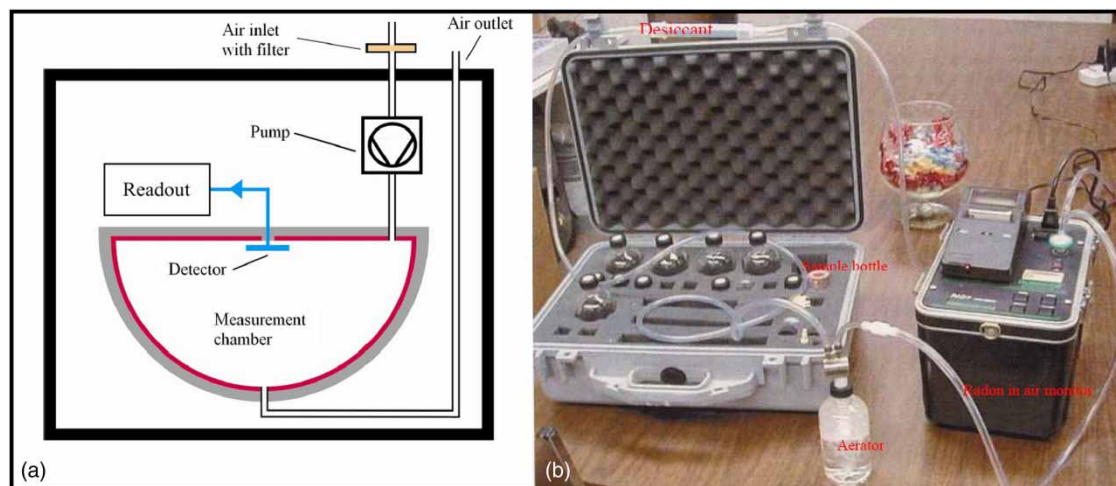 Air inlet
with filter
Air outlet
Pump
Readout
Detector
Measurement
chamber
(a)
Desiccant
Sample bottle
Radon in air monitor
Aerator
(b)